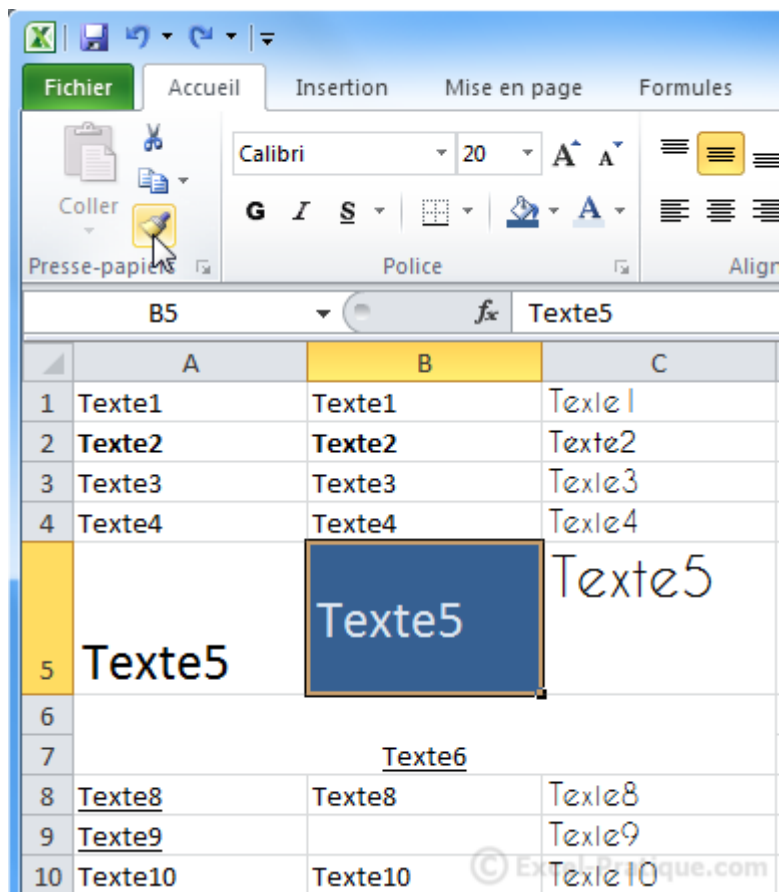 Fichier Accueil Insertion Mise en page Formules
Calibri 20 A A
Coller
G I S A
Presse-papiers Police Align
B5 fx Texte5
A B C
1 Texte1 Texte1 Texte1
2 Texte2 Texte2 Texte2
3 Texte3 Texte3 Texte3
4 Texte4 Texte4 Texte4
5 Texte5 Texte5 Texte5
6
7 Texte6
8 Texte8 Texte8 Texte8
9 Texte9 Texte9
10 Texte10 Texte10 Texte10
© Excel-Pratique.com